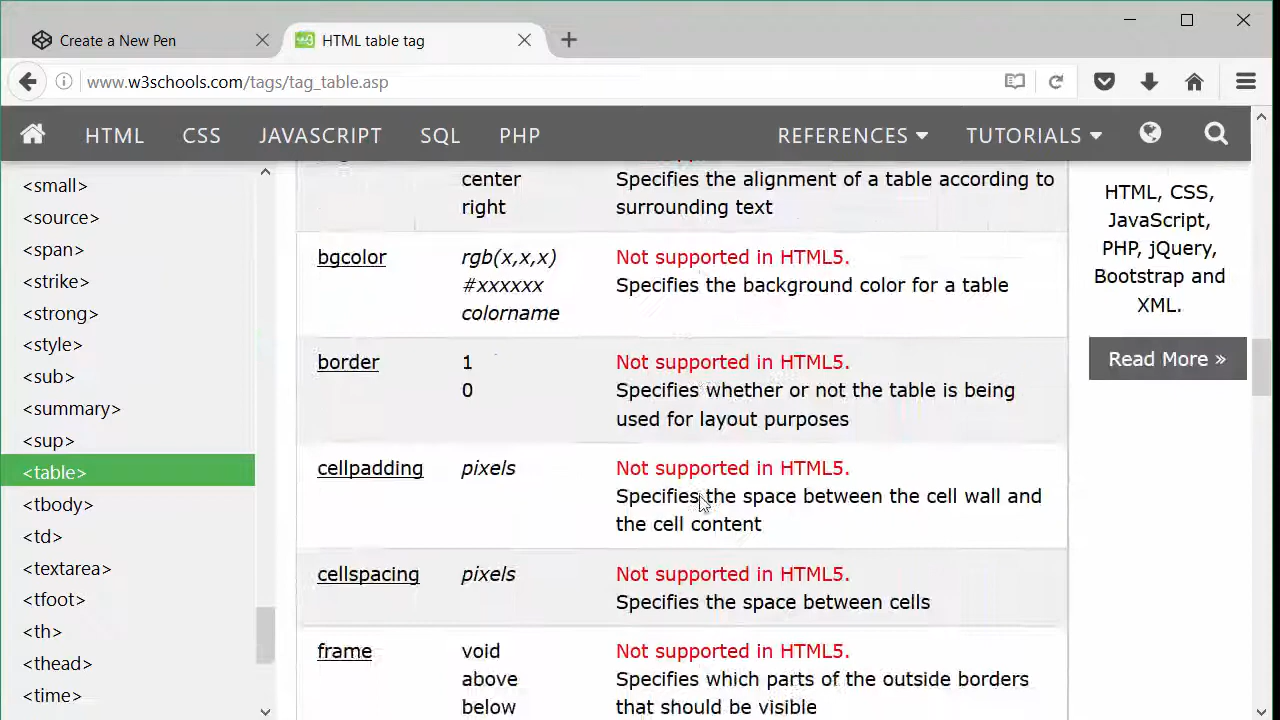 Create a New Pen
w3 HTML table tag
www.w3schools.com/tags/tag_table.asp
HTML CSS JAVASCRIPT SQL PHP REFERENCES TUTORIALS
<small>
<source>
<span>
<strike>
<strong>
<style>
<sub>
<summary>
<sup>
<table>
<tbody>
<td>
<textarea>
<tfoot>
<th>
<thead>
<time>
center Specifies the alignment of a table according to
right surrounding text
bgcolor rgb(x,x,x) Not supported in HTML5.
#xxxxxx Specifies the background color for a table
colorname
border 1 Not supported in HTML5.
0 Specifies whether or not the table is being
used for layout purposes
cellpadding pixels Not supported in HTML5.
Specifies the space between the cell wall and
the cell content
cellspacing pixels Not supported in HTML5.
Specifies the space between cells
frame void Not supported in HTML5.
above Specifies which parts of the outside borders
below that should be visible
HTML, CSS,
JavaScript,
PHP, jQuery,
Bootstrap and
XML.
Read More »